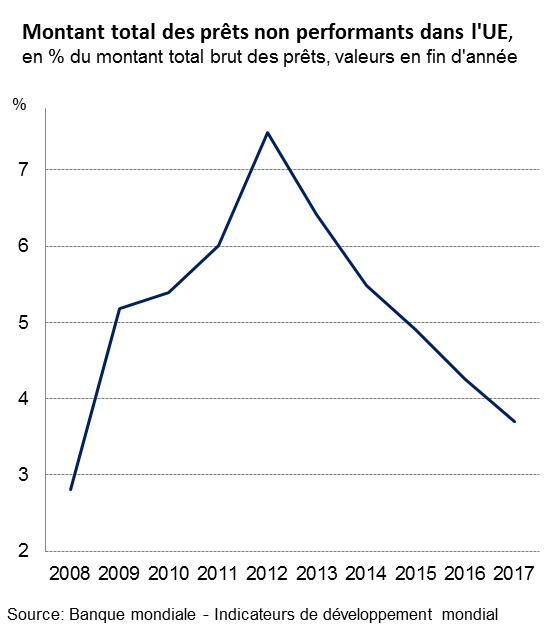 Montant total des prêts non performants dans l'UE,
en % du montant total brut des prêts, valeurs en fin d'année
%
7
6
5
4
3
2
2008 2009 2010 2011 2012 2013 2014 2015 2016 2017
Source: Banque mondiale - Indicateurs de développement mondial